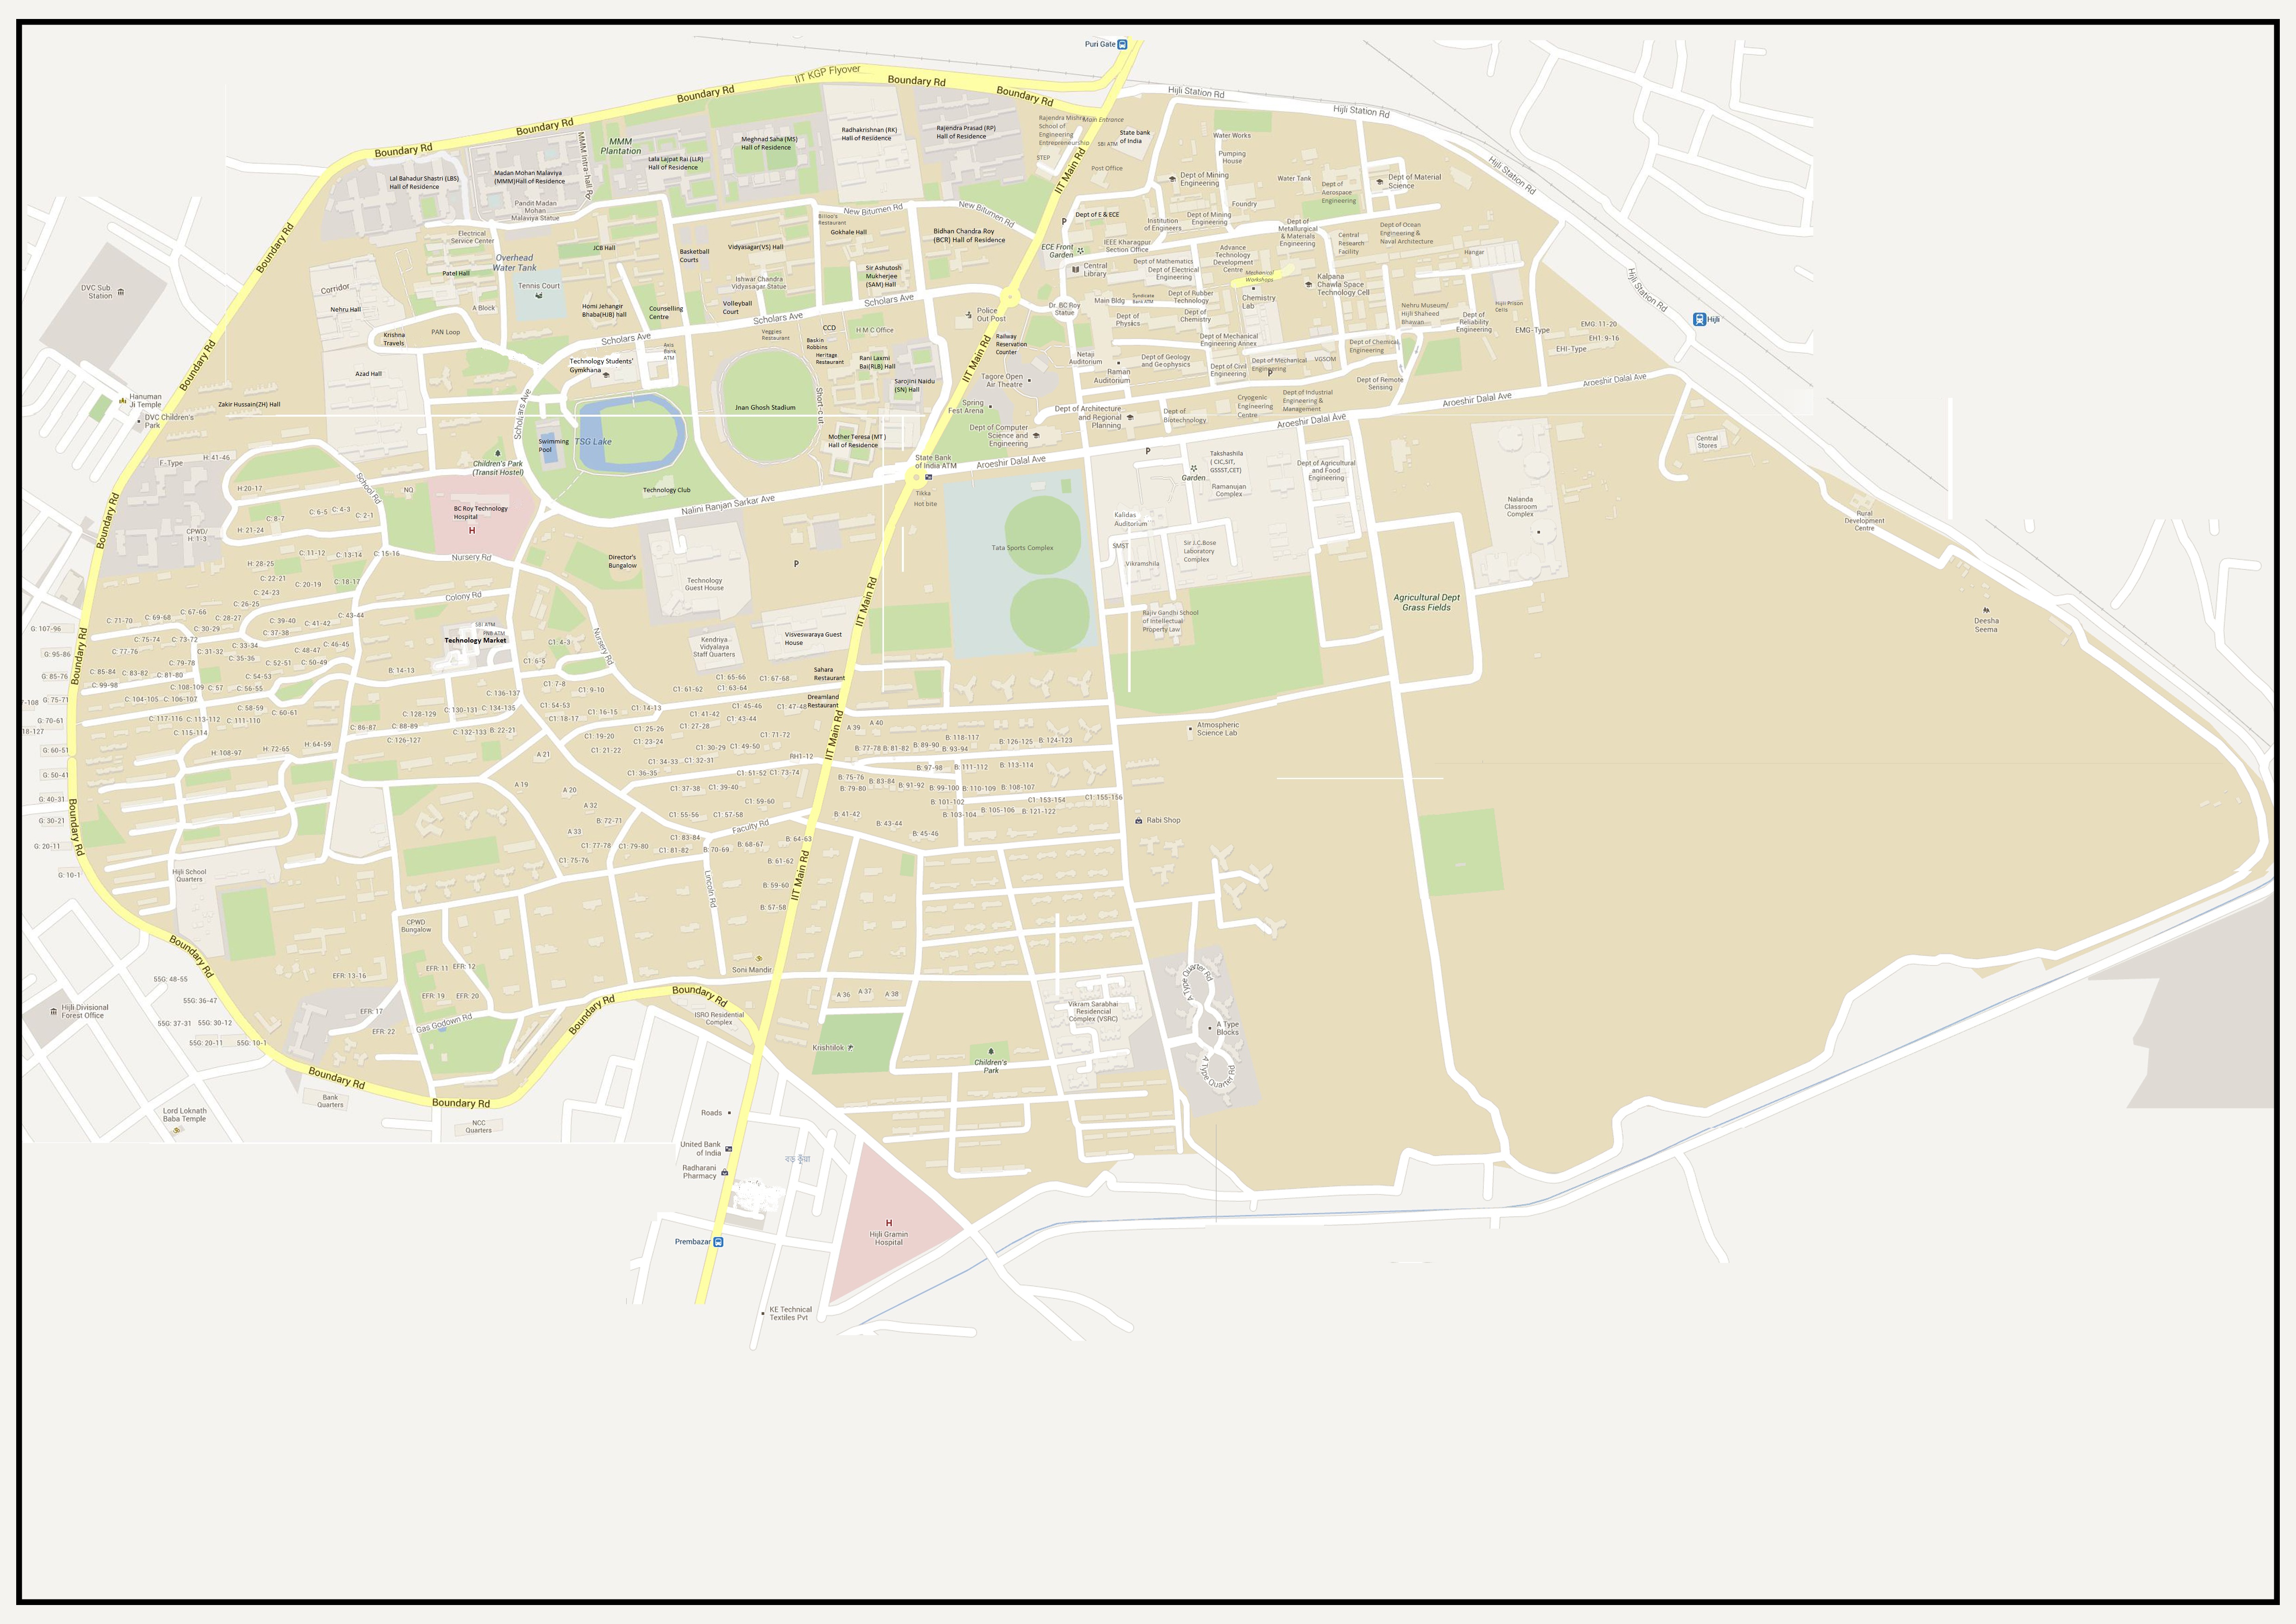 Puri Gate
IIT KGP Flyover
Boundary Rd
Boundary Rd
Boundary Rd
Boundary Rd
Boundary Rd
Hijli Station Rd
Hijli Station Rd
Hijli Station Rd
Hijli Station Rd
Hijli
Main Entrance
Rajendra Mishra
School of
Engineering
Entrepreneurship
SBI ATM
STEP
State bank
of India
Post Office
IIT Main Rd
MMM Intra-hall Rd
MMM
Plantation
Lal Bahadur Shastri (LBS)
Hall of Residence
Madan Mohan Malaviya
(MMM)Hall of Residence
Pandit Madan
Mohan
Malaviya Statue
Lala Lajpat Rai (LLR)
Hall of Residence
Meghnad Saha (MS)
Hall of Residence
Radhakrishnan (RK)
Hall of Residence
Rajendra Prasad (RP)
Hall of Residence
Water Works
Pumping
House
Water Tank
Dept of Mining
Engineering
Dept of
Aerospace
Engineering
Dept of Material
Science
Foundry
New Bitumen Rd
New Bitumen Rd
Billoo's
Restaurant
Gokhale Hall
Bidhan Chandra Roy
(BCR) Hall of Residence
P
Dept of E & ECE
Institution
of Engineers
Dept of Mining
Engineering
Dept of
Metallurgical
& Materials
Engineering
Central
Research
Facility
Dept of Ocean
Engineering &
Naval Architecture
Hangar
ECE Front
Garden
IEEE Kharagpur
Section Office
Central
Library
Dept of Mathematics
Dept of Electrical
Engineering
Advance
Technology
Development
Centre
Mechanical
Workshops
Kalpana
Chawla Space
Technology Cell
Electrical
Service Center
Overhead
Water Tank
JCB Hall
Basketball
Courts
Vidyasagar(VS) Hall
Patel Hall
Tennis Court
Ishwar Chandra
Vidyasagar Statue
Sir Ashutosh
Mukherjee
(SAM) Hall
Corridor
Nehru Hall
A Block
Homi Jehangir
Bhaba(HJB) hall
Counselling
Centre
Volleyball
Court
Scholars Ave
Scholars Ave
Scholars Ave
Scholars Ave
Police
Out Post
Dr. BC Roy
Statue
Main Bldg
Syndicate
Bank ATM
Dept of Rubber
Technology
Chemistry
Lab
Dept of
Physics
Dept of
Chemistry
Nehru Museum/
Hijli Shaheed
Bhawan
Hijli Prison
Cells
Dept of
Reliability
Engineering
EMG-Type
EMG: 11-20
EH1: 9-16
EHI-Type
Krishna
Travels
PAN Loop
Veggies
Restaurant
CCD
H M C Office
Baskin
Robbins
Heritage
Restaurant
Rani Laxmi
Bai(RLB) Hall
Sarojini Naidu
(SN) Hall
Railway
Reservation
Counter
IIT Main Rd
Netaji
Auditorium
Dept of Mechanical
Engineering Annex
Dept of Geology
and Geophysics
Dept of Civil
Engineering
Dept of Mechanical
Engineering
P
VGSOM
Dept of Chemical
Engineering
Raman
Auditorium
Dept of Remote
Sensing
Axis
Bank
ATM
Technology Students'
Gymkhana
Azad Hall
Zakir Hussain(ZH) Hall
Jnan Ghosh Stadium
Short-cut
Tagore Open
Air Theatre
Spring
Fest Arena
Dept of Architecture
and Regional
Planning
Dept of
Biotechnology
Cryogenic
Engineering
Centre
Dept of Industrial
Engineering &
Management
Dept of Computer
Science and
Engineering
Aroeshir Dalal Ave
Aroeshir Dalal Ave
Aroeshir Dalal Ave
Aroeshir Dalal Ave
Mother Teresa (MT )
Hall of Residence
Swimming
Pool
TSG Lake
Technology Club
Children's Park
(Transit Hostel)
State Bank
of India ATM
Tikka
Hot bite
Nalini Ranjan Sarkar Ave
DVC Sub
Station
Hanuman
Ji Temple
DVC Children's
Park
Boundary Rd
Boundary Rd
Boundary Rd
F-Type
H: 41-46
School Rd
H:20-17
C: 8-7
C: 6-5
C: 4-3
C: 2-1
H: 21-24
CPWD/
H: 1-3
NQ
BC Roy Technology
Hospital
H
Nursery Rd
Director's
Bungalow
Technology
Guest House
P
Tata Sports Complex
P
Takshashila
( CIC,SIT,
GSSST,CET)
Garden
Ramanujan
Complex
Dept of Agricultural
and Food
Engineering
Kalidas
Auditorium
SMST
Vikramshila
Sir J.C.Bose
Laboratory
Complex
Rajiv Gandhi School
of Intellectual
Property Law
Nalanda
Classroom
Complex
Central
Stores
Rural
Development
Centre
Deesha
Seema
Agricultural Dept
Grass Fields
C: 11-12
C: 13-14
C: 15-16
H: 28-25
C: 22-21
C: 20-19
C: 18-17
C: 24-23
C: 26-25
Colony Rd
C: 71-70
C: 69-68
C: 67-66
C: 28-27
C: 39-40
C: 41-42
C: 43-44
C: 30-29
C: 37-38
SBI ATM
PNB ATM
Technology Market
G: 107-96
C: 75-74
C: 73-72
C: 33-34
C: 46-45
C: 77-76
C: 31-32
C: 48-47
C: 35-36
G: 95-86
C: 79-78
C: 52-51
C: 50-49
C1: 4-3
C1: 6-5
Nursery Rd
Kendriya
Vidyalaya
Staff Quarters
Visveswaraya Guest
House
IIT Main Rd
Boundary Rd
C: 85-84
C: 83-82
C: 81-80
C: 54-53
B: 14-13
G: 85-76
C: 99-98
C: 108-109
C: 57
C: 56-55
C1: 7-8
C1: 9-10
C1: 61-62
C1: 65-66
C1: 63-64
C1: 67-68
Sahara
Restaurant
7-108
G: 75-71
C: 104-105
C: 106-107
C: 58-59
C: 60-61
C: 136-137
C: 134-135
C: 130-131
C: 128-129
C1: 54-53
C1: 16-15
C1: 14-13
C1: 45-46
C1: 47-48
Dreamland
Restaurant
G: 70-61
C: 117-116
C: 113-112
C: 111-110
C: 115-114
C: 86-87
C: 88-89
C: 132-133
B: 22-21
C: 126-127
C1: 18-17
C1: 41-42
C1: 43-44
C1: 25-26
C1: 27-28
18-127
C1: 19-20
C1: 23-24
C1: 21-22
C1: 71-72
C1: 30-29
C1: 49-50
A 39
A 40
Atmospheric
Science Lab
G: 60-51
H: 108-97
H: 72-65
H: 64-59
A 21
C1: 34-33
C1: 32-31
RH1-12
B: 77-78
B: 81-82
B: 89-90
B: 93-94
B: 118-117
B: 126-125
B: 124-123
G: 50-41
C1: 36-35
C1: 51-52
C1: 73-74
B: 75-76
B: 83-84
B: 91-92
B: 97-98
B: 111-112
B: 113-114
A 19
A 20
C1: 37-38
C1: 39-40
B: 79-80
B: 99-100
B: 110-109
B: 108-107
G: 40-31
A 32
C1: 59-60
B: 101-102
C1: 153-154
C1: 155-156
G: 30-21
B: 72-71
C1: 55-56
C1: 57-58
B: 41-42
B: 103-104
B: 105-106
B: 121-122
Rabi Shop
A 33
Faculty Rd
B: 43-44
B: 45-46
Boundary Rd
G: 20-11
C1: 77-78
C1: 79-80
C1: 83-84
C1: 81-82
B: 70-69
B: 68-67
B: 64-63
C1: 75-76
B: 61-62
G: 10-1
Hijli School
Quarters
Lincoln Rd
B: 59-60
B: 57-58
IIT Main Rd
IIT Main Rd
CPWD
Bungalow
Boundary Rd
EFR: 13-16
EFR: 11
EFR: 12
EFR: 19
EFR: 20
EFR: 17
EFR: 22
Gas Godown Rd
Soni Mandir
Boundary Rd
Boundary Rd
ISRO Residential
Complex
A 36
A 37
A 38
Krishtilok
Children's
Park
Vikram Sarabhai
Residencial
Complex (VSRC)
A Type Quarter Rd
A Type
Blocks
A Type Quarter Rd
55G: 48-55
55G: 36-47
55G: 37-31
55G: 30-12
55G: 20-11
55G: 10-1
Hijli Divisional
Forest Office
Boundary Rd
Boundary Rd
Bank
Quarters
NCC
Quarters
Lord Loknath
Baba Temple
Roads
United Bank
of India
Radharani
Pharmacy
Prembazar
H
Hijli Gramin
Hospital
KE Technical
Textiles Pvt